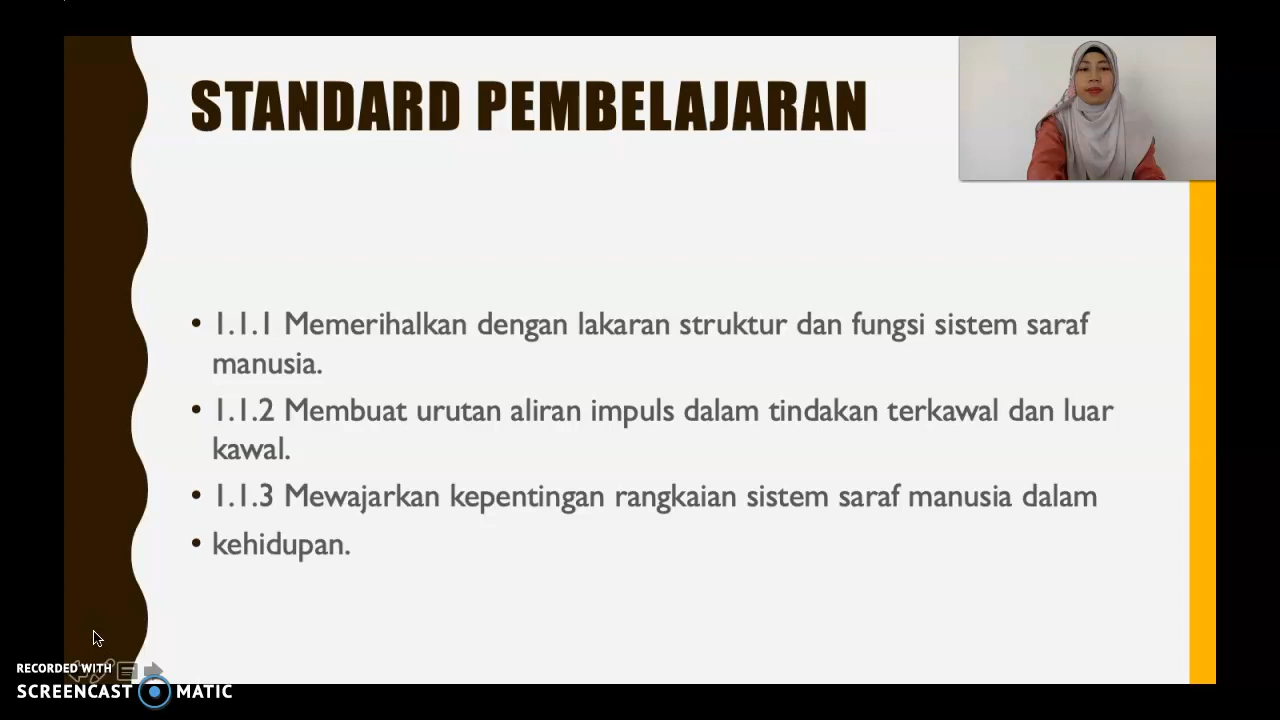 STANDARD PEMBELAJARAN
• 1.1.1 Memerihalkan dengan lakaran struktur dan fungsi sistem saraf
manusia.
• 1.1.2 Membuat urutan aliran impuls dalam tindakan terkawal dan luar
kawal.
• 1.1.3 Mewajarkan kepentingan rangkaian sistem saraf manusia dalam
• kehidupan.
RECORDED WITH
SCREENCAST MATIC